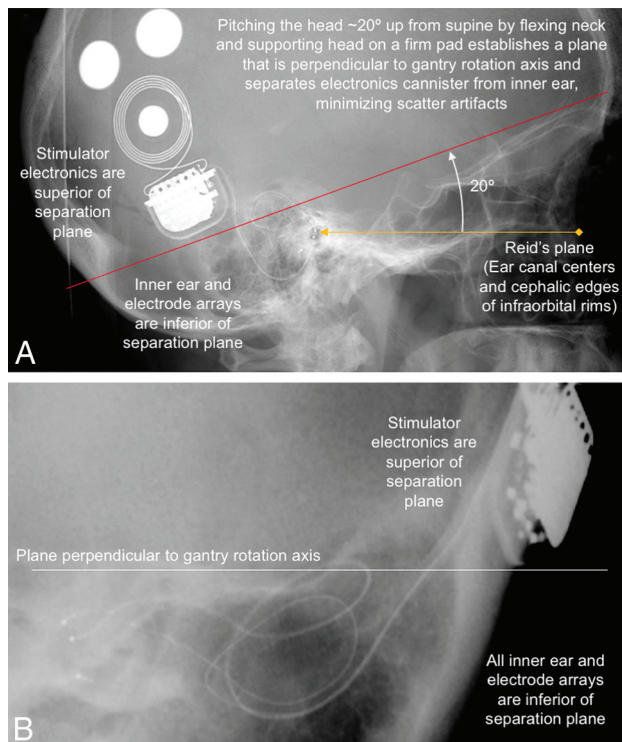 Pitching the head ~20º up from supine by flexing neck
and supporting head on a firm pad establishes a plane
that is perpendicular to gantry rotation axis and
separates electronics cannister from inner ear,
minimizing scatter artifacts
Stimulator
electronics are
superior of
separation
plane
20º
Reid's plane
(Ear canal centers
and cephalic edges
of infraorbital rims)
Inner ear and
electrode arrays
are inferior of
separation plane
A
Stimulator
electronics are
superior of
separation
plane
Plane perpendicular to gantry rotation axis
All inner ear and
electrode arrays
are inferior of
separation plane
B